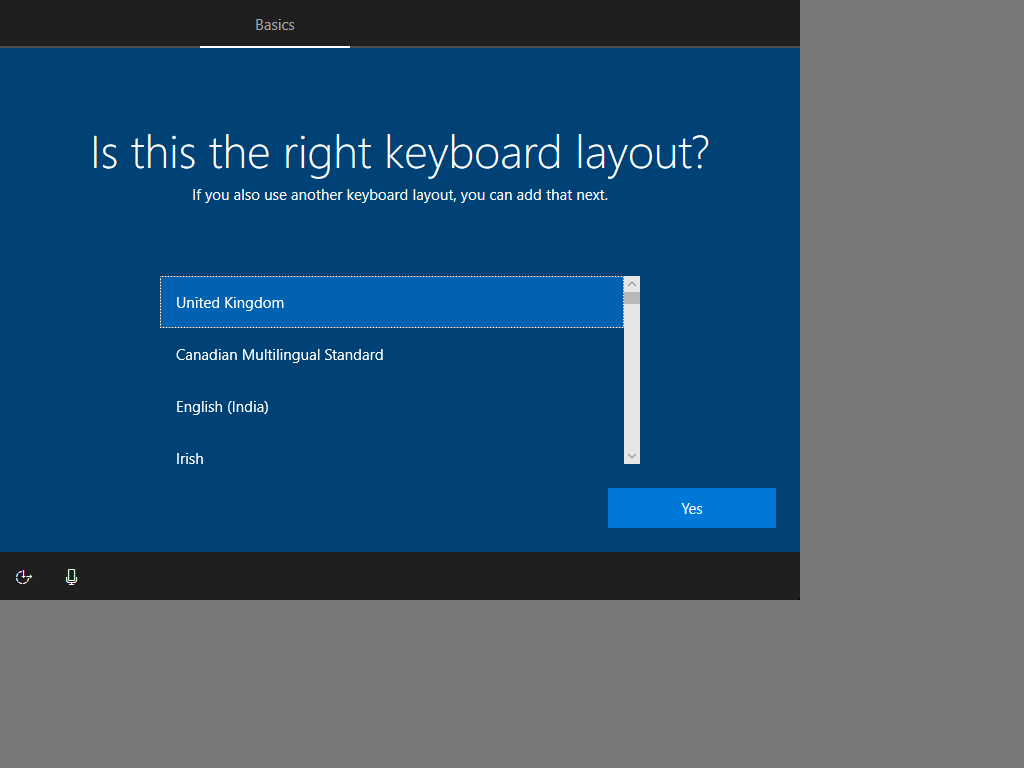 Basics
Is this the right keyboard layout?
If you also use another keyboard layout, you can add that next.
United Kingdom
Canadian Multilingual Standard
English (India)
Irish
Yes